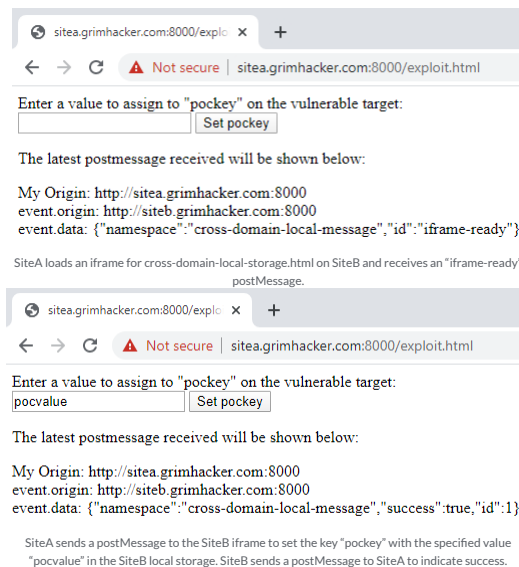 sitea.grimhacker.com:8000/explo
Not secure | sitea.grimhacker.com:8000/exploit.html
Enter a value to assign to "pockey" on the vulnerable target:
Set pockey
The latest postmessage received will be shown below:
My Origin: http://sitea.grimhacker.com:8000
event.origin: http://siteb.grimhacker.com:8000
event.data: {"namespace":"cross-domain-local-message","id":"iframe-ready"}
SiteA loads an iframe for cross-domain-local-storage.html on SiteB and receives an "iframe-ready"
postMessage.
sitea.grimhacker.com:8000/explo
Not secure | sitea.grimhacker.com:8000/exploit.html
Enter a value to assign to "pockey" on the vulnerable target:
pocvalue Set pockey
The latest postmessage received will be shown below:
My Origin: http://sitea.grimhacker.com:8000
event.origin: http://siteb.grimhacker.com:8000
event.data: {"namespace":"cross-domain-local-message","success":true,"id":1}
SiteA sends a postMessage to the SiteB iframe to set the key "pockey" with the specified value
"pocvalue" in the SiteB local storage. SiteB sends a postMessage to SiteA to indicate success.